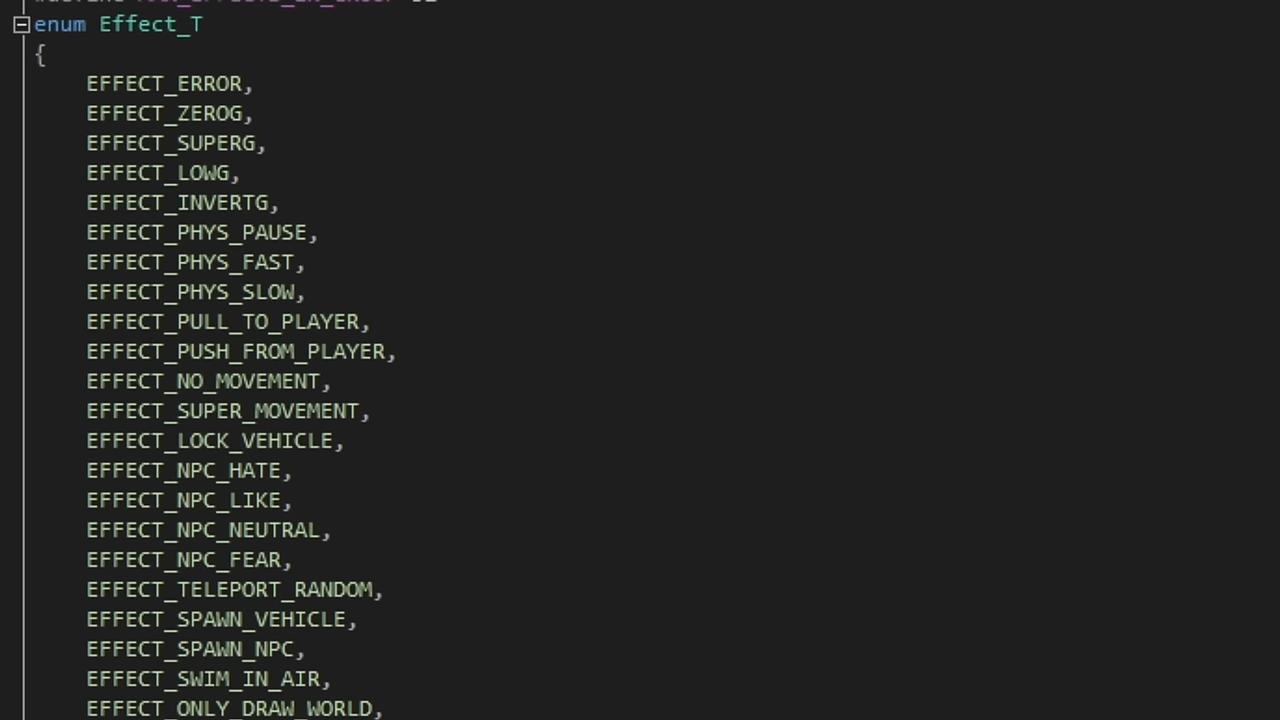 enum Effect_T
{
EFFECT_ERROR,
EFFECT_ZEROG,
EFFECT_SUPERG,
EFFECT_LOWG,
EFFECT_INVERTG,
EFFECT_PHYS_PAUSE,
EFFECT_PHYS_FAST,
EFFECT_PHYS_SLOW,
EFFECT_PULL_TO_PLAYER,
EFFECT_PUSH_FROM_PLAYER,
EFFECT_NO_MOVEMENT,
EFFECT_SUPER_MOVEMENT,
EFFECT_LOCK_VEHICLE,
EFFECT_NPC_HATE,
EFFECT_NPC_LIKE,
EFFECT_NPC_NEUTRAL,
EFFECT_NPC_FEAR,
EFFECT_TELEPORT_RANDOM,
EFFECT_SPAWN_VEHICLE,
EFFECT_SPAWN_NPC,
EFFECT_SWIM_IN_AIR,
EFFECT_ONLY_DRAW_WORLD,